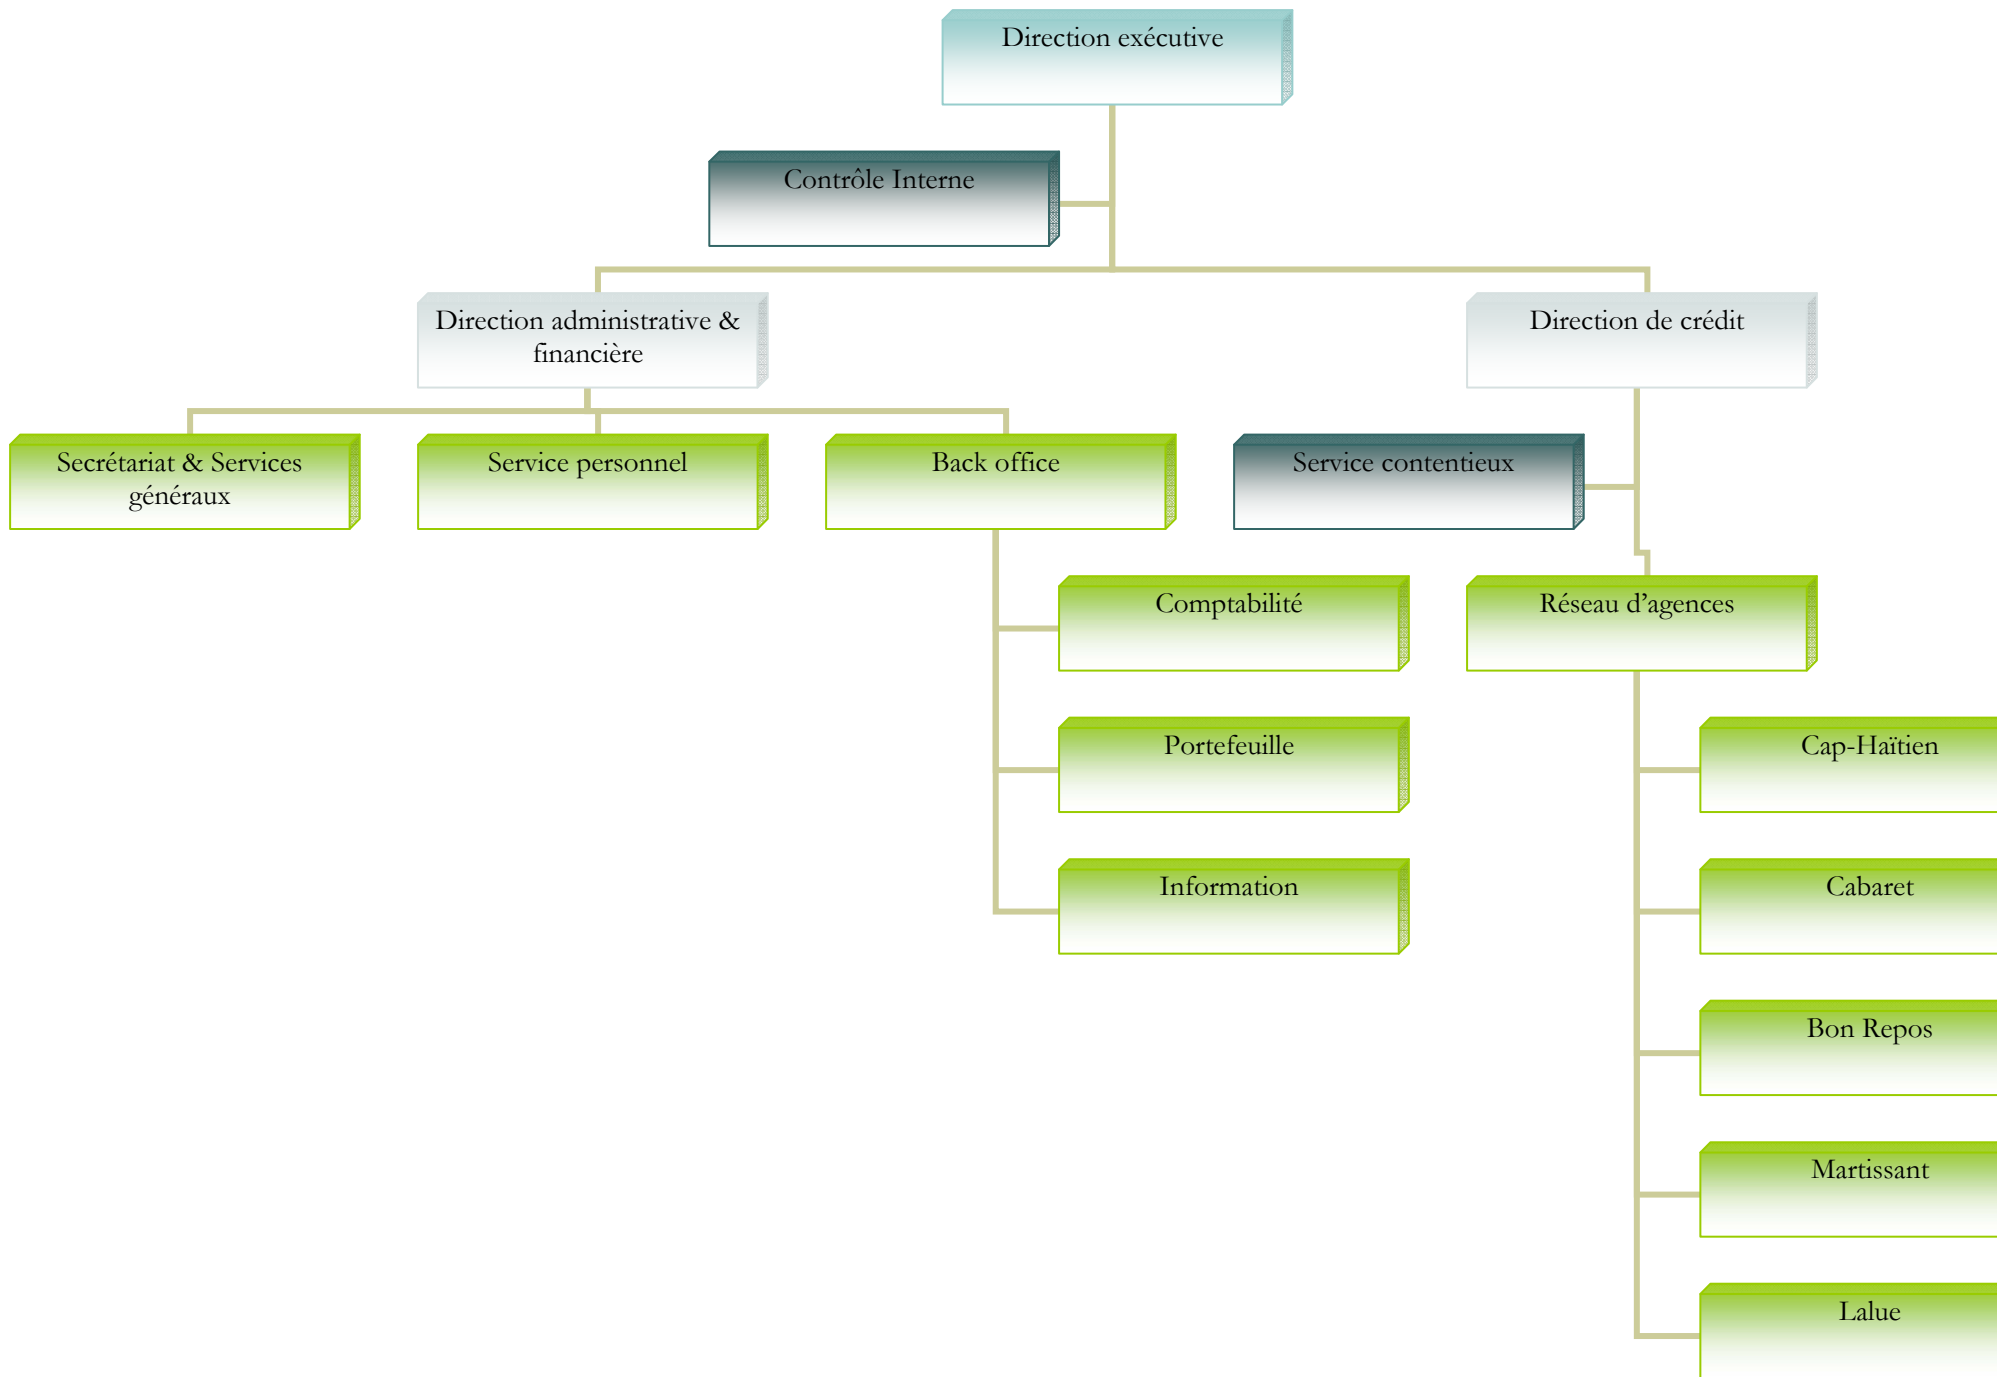 Direction exécutive
Contrôle Interne
Direction administrative &
financière
Direction de crédit
Secrétariat & Services
généraux
Service personnel
Back office
Service contentieux
Comptabilité
Réseau d’agences
Portefeuille
Cap-Haïtien
Information
Cabaret
Bon Repos
Martissant
Lalue